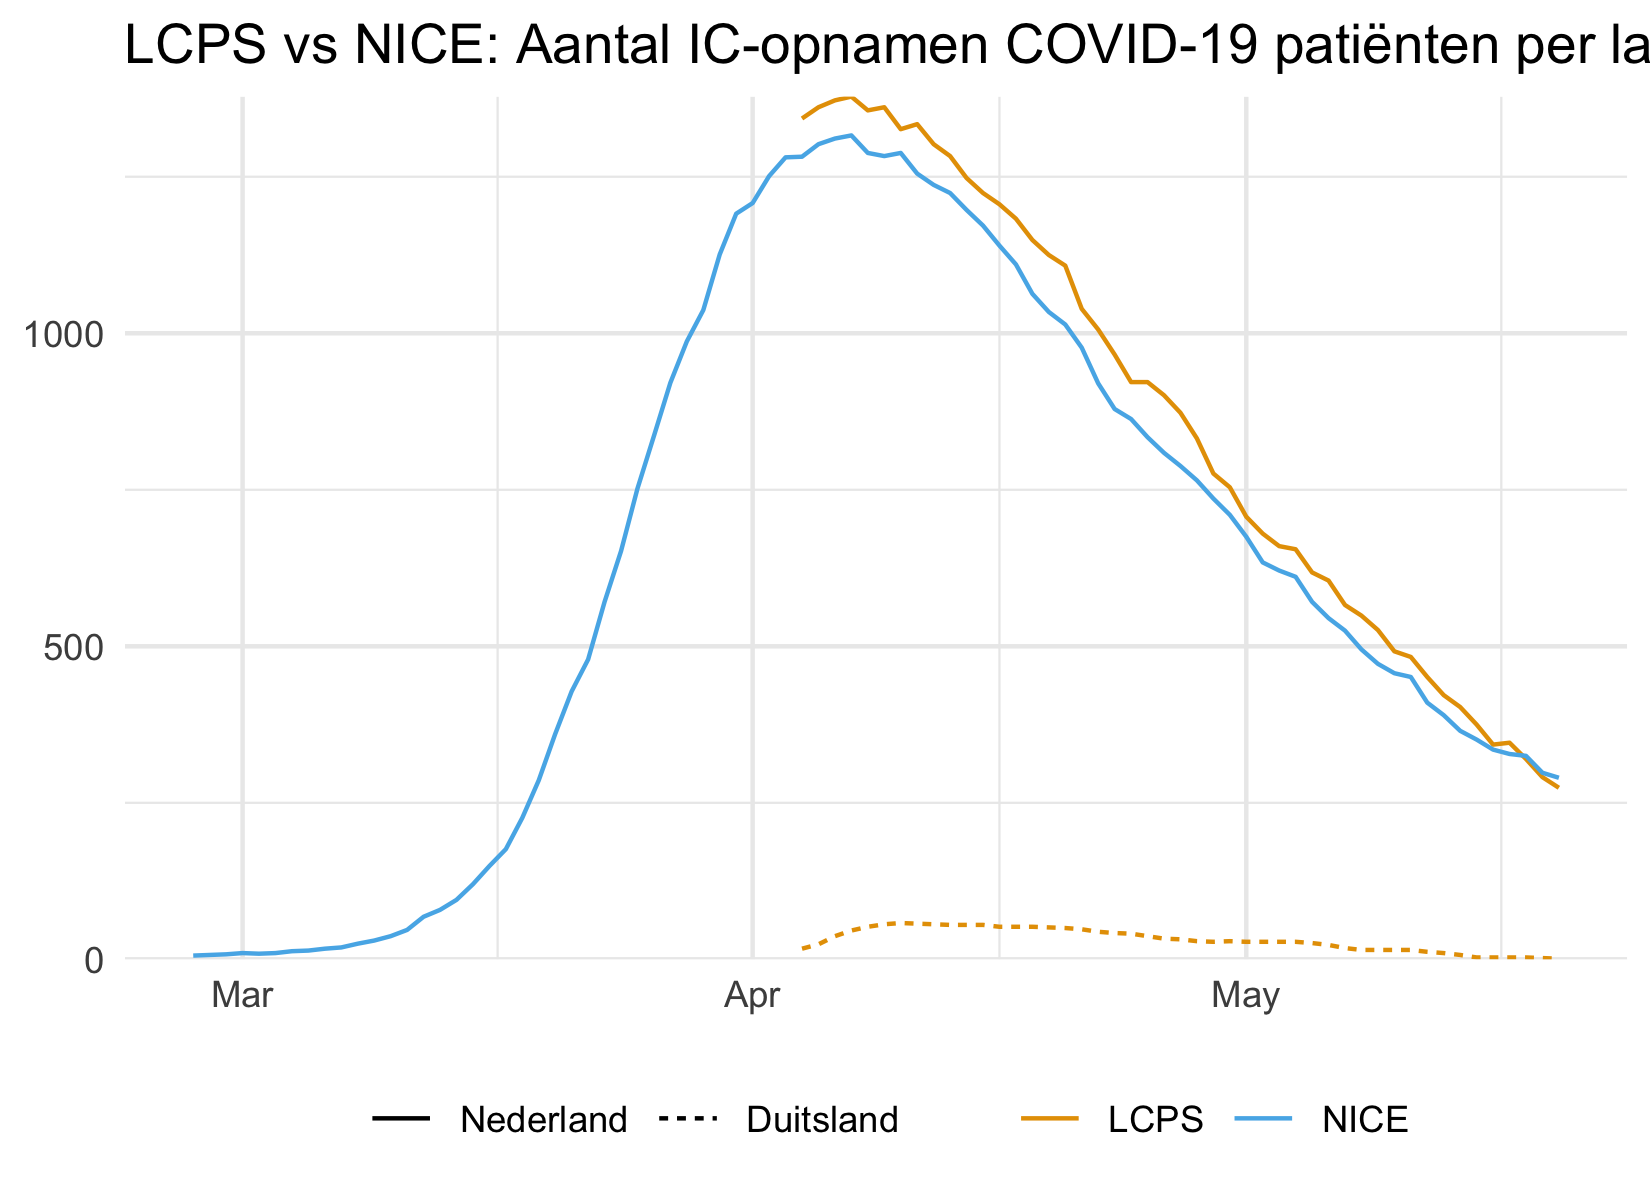 LCPS vs NICE: Aantal IC-opnamen COVID-19 patiënten per la
1000
500
0
Mar Apr May
Nederland Duitsland LCPS NICE